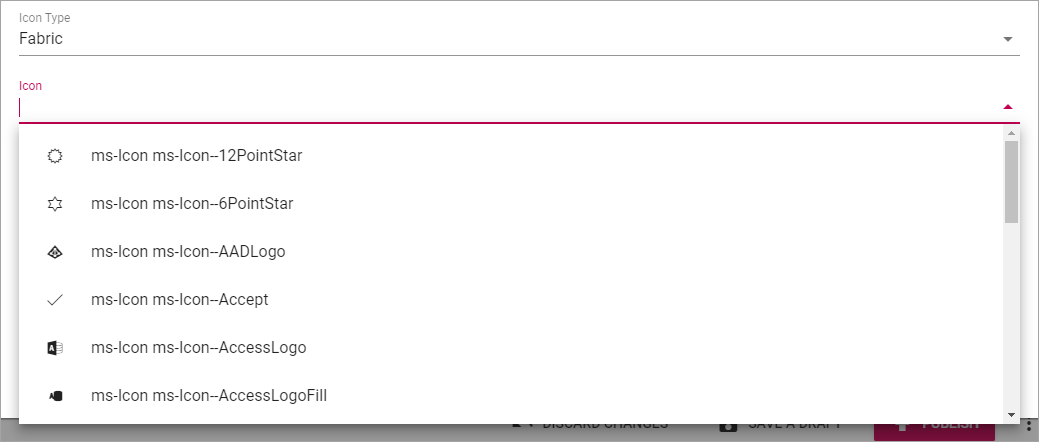 Icon Type
Fabric
Icon
ms-Icon ms-Icon--12PointStar
ms-Icon ms-Icon--6PointStar
ms-Icon ms-Icon--AADLogo
ms-Icon ms-Icon--Accept
ms-Icon ms-Icon--AccessLogo
ms-Icon ms-Icon--AccessLogoFill
DISCARD CHANGES SAVE A DRAFT PUBLISH